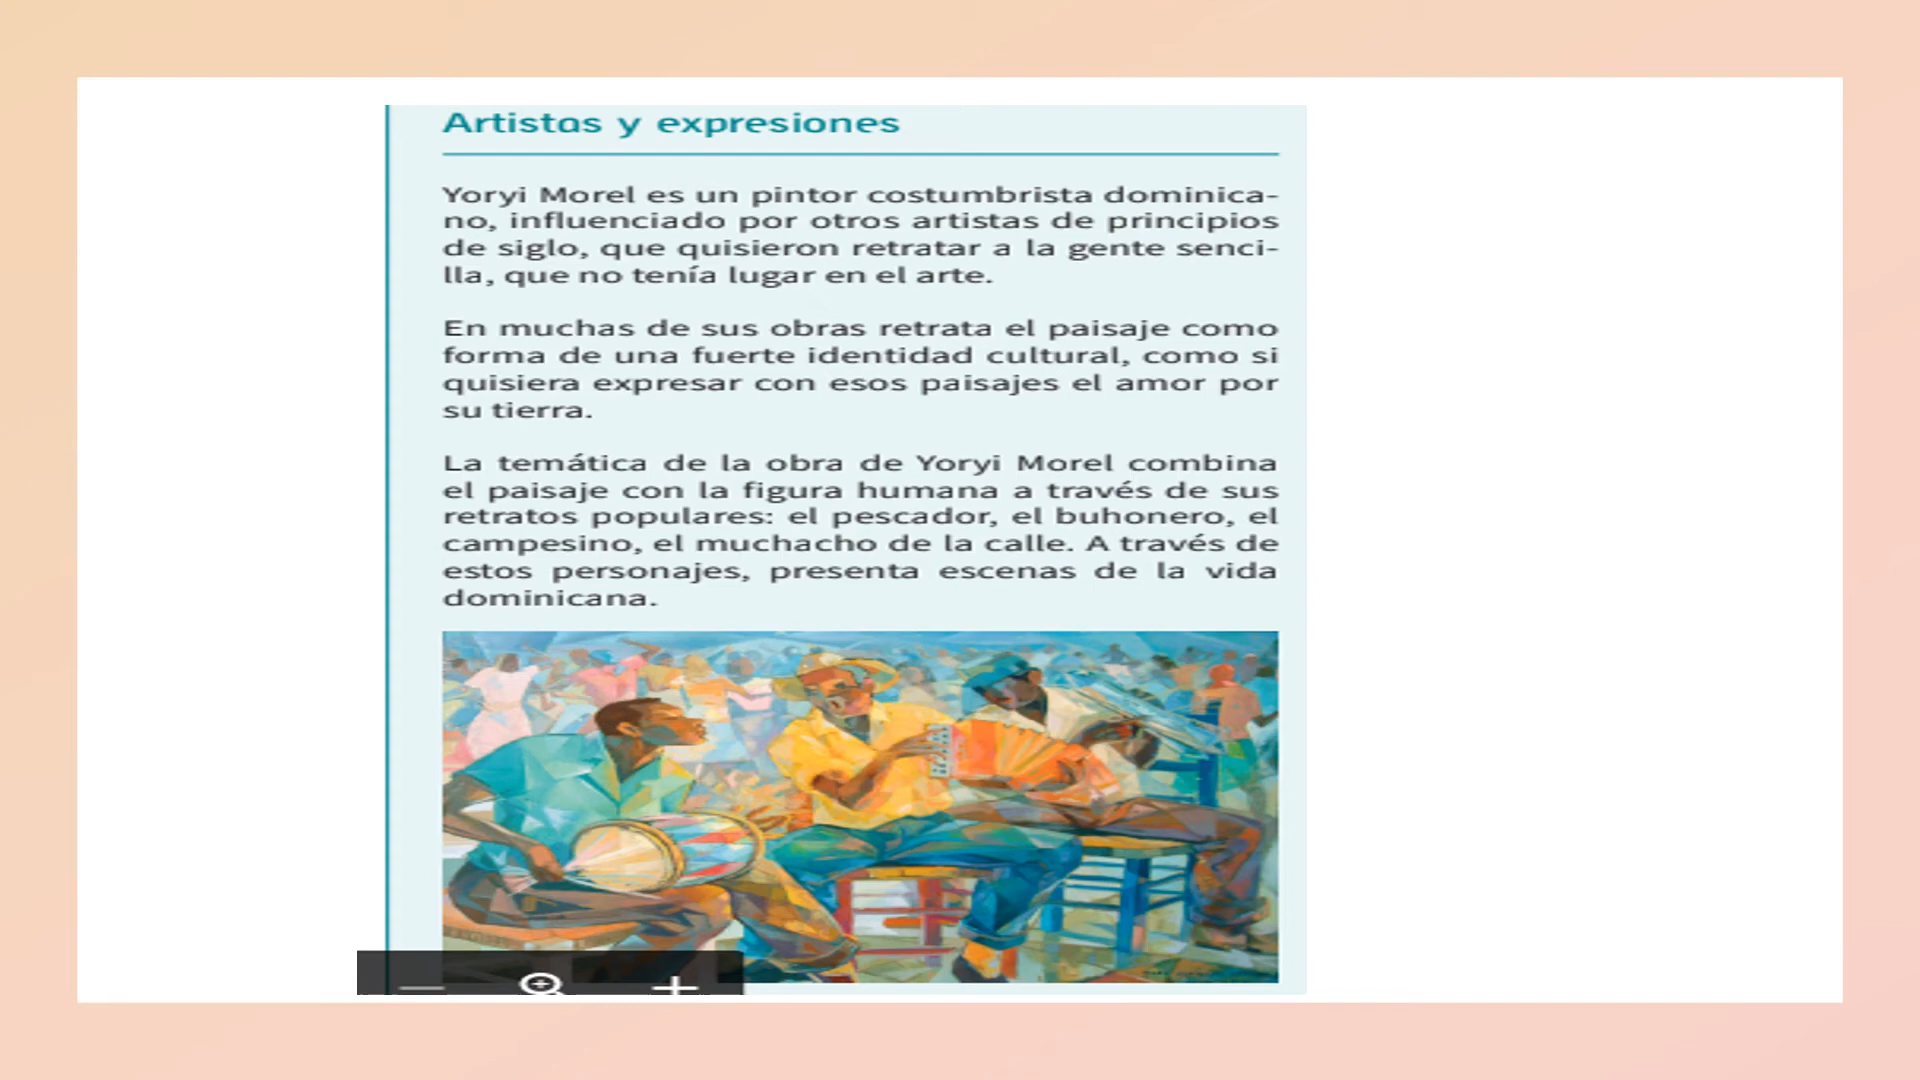 Artistas y expresiones
Yoryi Morel es un pintor costumbrista dominica-
no, influenciado por otros artistas de principios
de siglo, que quisieron retratar a la gente senci-
lla, que no tenía lugar en el arte.
En muchas de sus obras retrata el paisaje como
forma de una fuerte identidad cultural, como si
quisiera expresar con esos paisajes el amor por
su tierra.
La temática de la obra de Yoryi Morel combina
el paisaje con la figura humana a través de sus
retratos populares: el pescador, el buhonero, el
campesino, el muchacho de la calle. A través de
estos personajes, presenta escenas de la vida
dominicana.